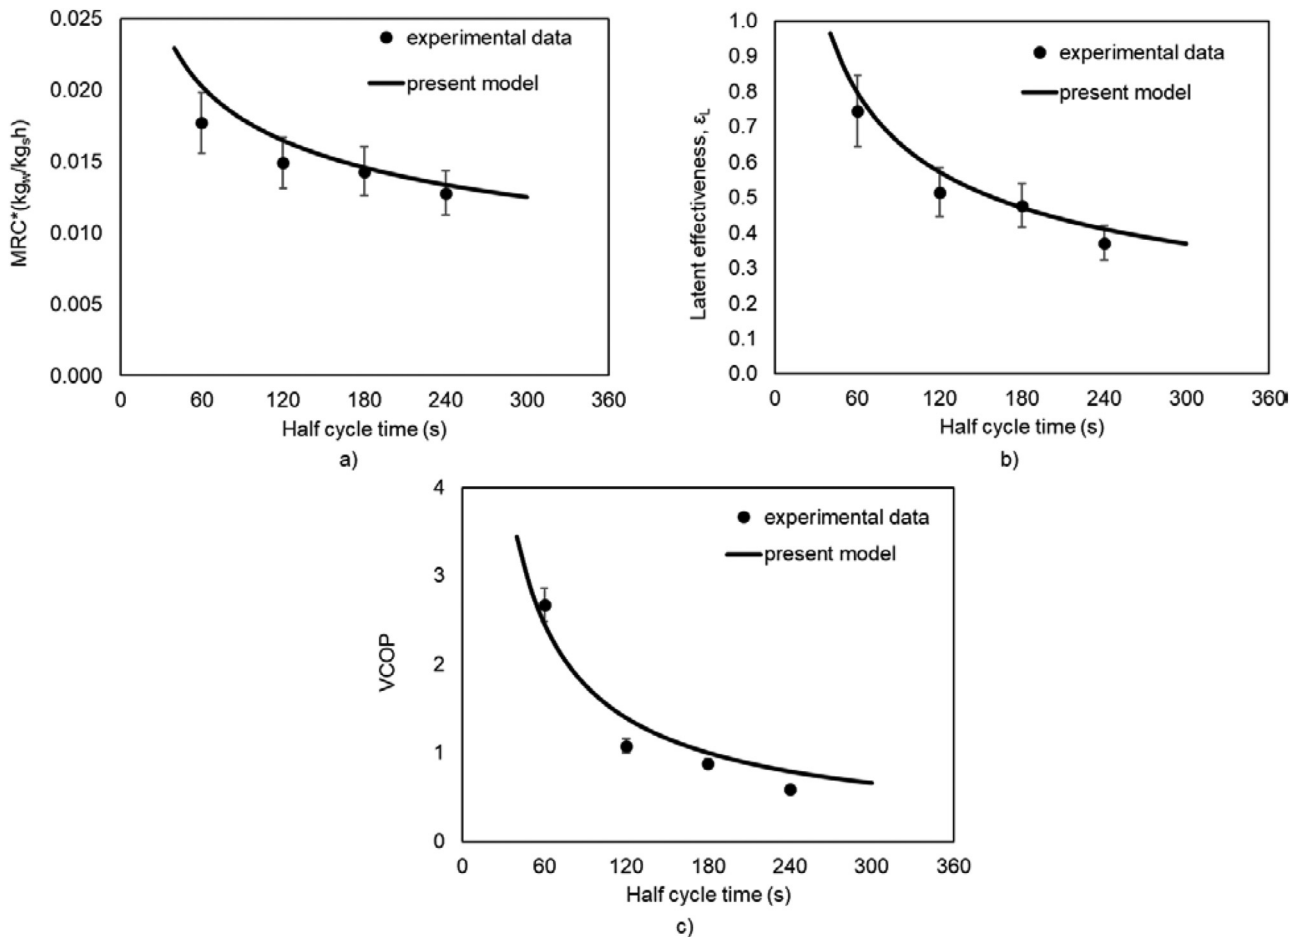 0.025
0.020
0.015
0.010
0.005
0.000
MRC*(kg_w/kg_sh)
experimental data
present model
0 60 120 180 240 300 360
Half cycle time (s)
a)
1.0
0.9
0.8
0.7
0.6
0.5
0.4
0.3
0.2
0.1
0.0
Latent effectiveness, ε_L
experimental data
present model
0 60 120 180 240 300 360
Half cycle time (s)
b)
4
3
2
1
0
VCOP
experimental data
present model
0 60 120 180 240 300 360
Half cycle time (s)
c)